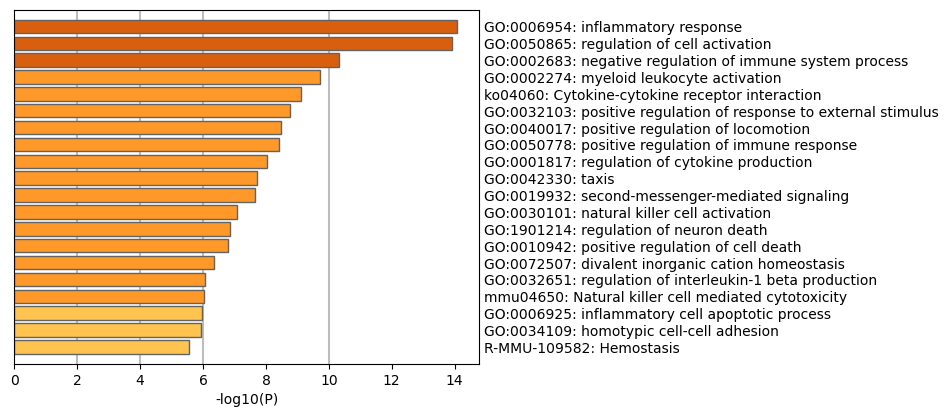 GO:0006954: inflammatory response
GO:0050865: regulation of cell activation
GO:0002683: negative regulation of immune system process
GO:0002274: myeloid leukocyte activation
ko04060: Cytokine-cytokine receptor interaction
GO:0032103: positive regulation of response to external stimulus
GO:0040017: positive regulation of locomotion
GO:0050778: positive regulation of immune response
GO:0001817: regulation of cytokine production
GO:0042330: taxis
GO:0019932: second-messenger-mediated signaling
GO:0030101: natural killer cell activation
GO:1901214: regulation of neuron death
GO:0010942: positive regulation of cell death
GO:0072507: divalent inorganic cation homeostasis
GO:0032651: regulation of interleukin-1 beta production
mmu04650: Natural killer cell mediated cytotoxicity
GO:0006925: inflammatory cell apoptotic process
GO:0034109: homotypic cell-cell adhesion
R-MMU-109582: Hemostasis
0 2 4 6 8 10 12 14
-log10(P)